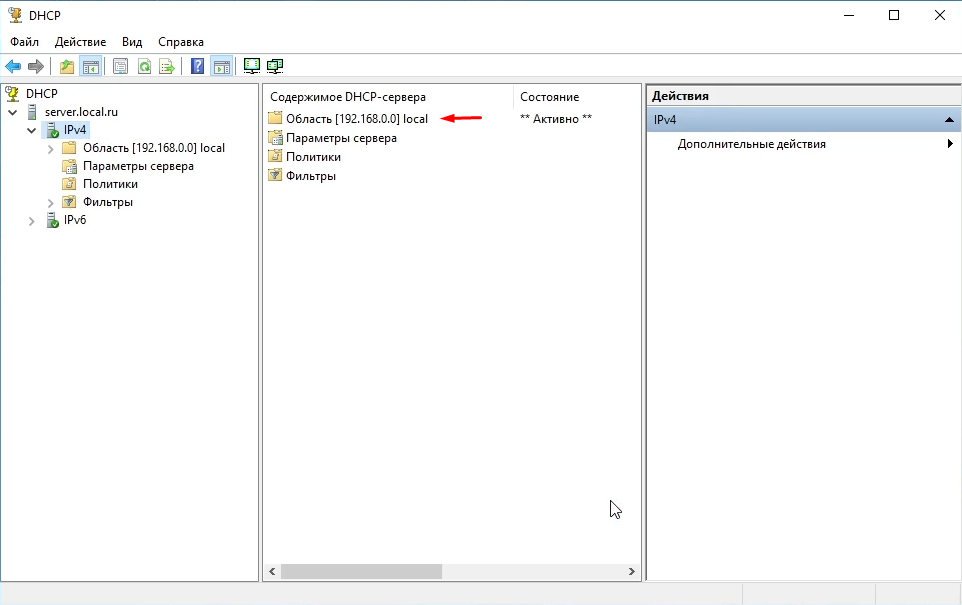 DHCP
Файл Действие Вид Справка
DHCP
server.local.ru
IPv4
Область [192.168.0.0] local
Параметры сервера
Политики
Фильтры
IPv6
Содержимое DHCP-сервера Состояние
Область [192.168.0.0] local ** Активно **
Параметры сервера
Политики
Фильтры
Действия
IPv4
Дополнительные действия